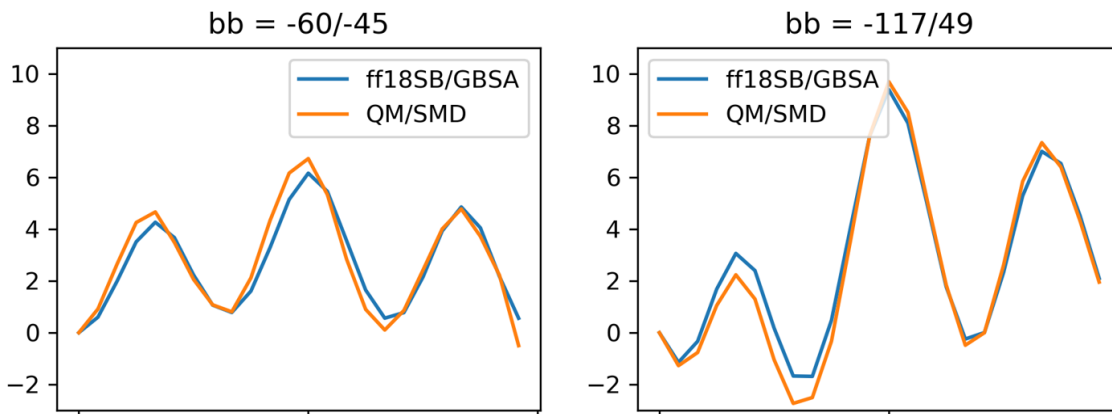 bb = -60/-45
10
8
6
4
2
0
−2
ff18SB/GBSA
QM/SMD
bb = -117/49
10
8
6
4
2
0
−2
ff18SB/GBSA
QM/SMD